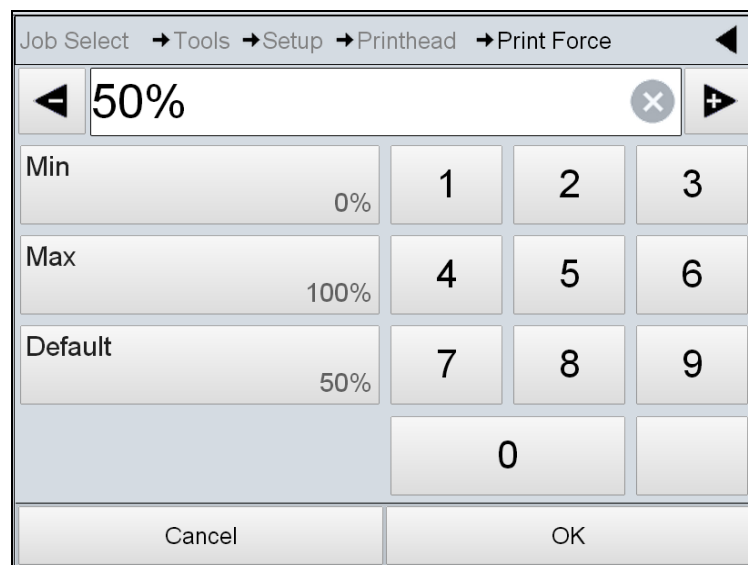 Job Select → Tools → Setup → Printhead → Print Force
50%
Min
0%
1 2 3
Max
100%
4 5 6
Default
50%
7 8 9
0
Cancel OK